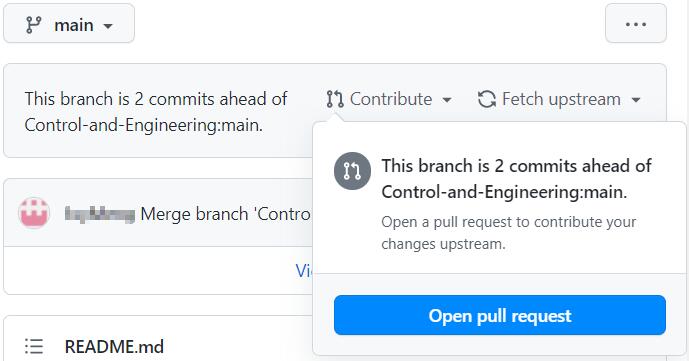 main
...
This branch is 2 commits ahead of
Control-and-Engineering:main.
Contribute
Fetch upstream
This branch is 2 commits ahead of
Control-and-Engineering:main.
Open a pull request to contribute your
changes upstream.
Merge branch 'Contro
Open pull request
README.md